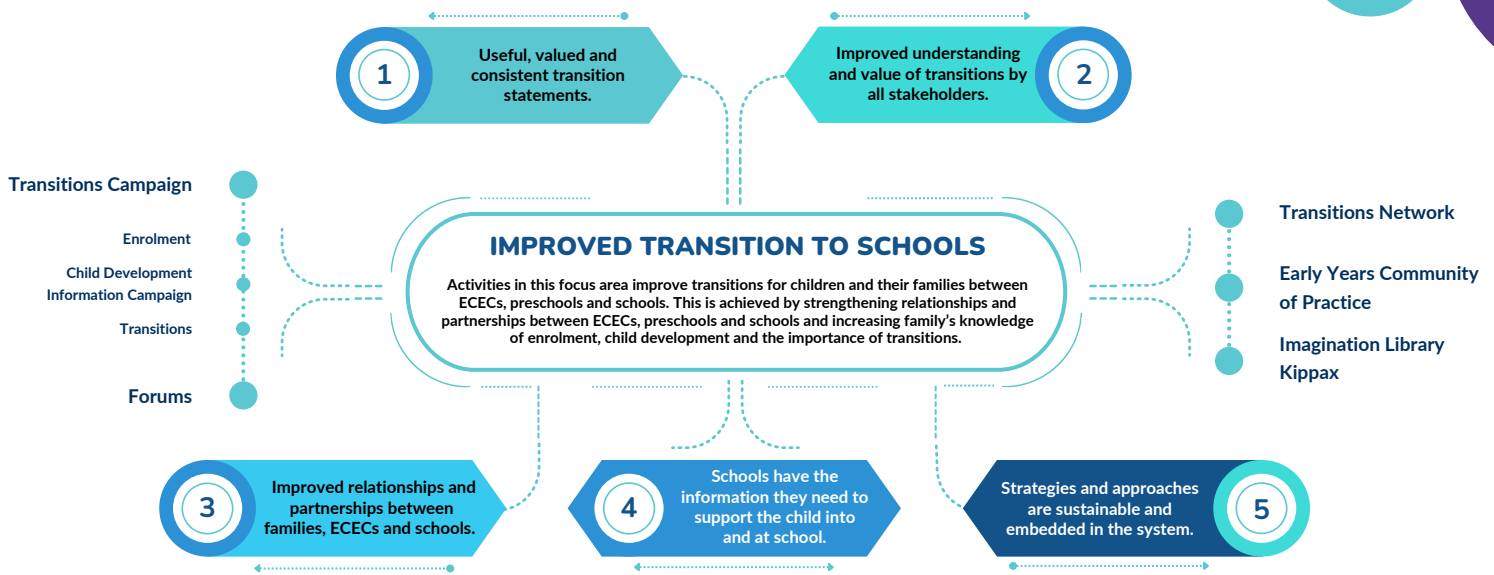 1
Useful, valued and
consistent transition
statements.
Improved understanding
and value of transitions by
all stakeholders.
2
Transitions Campaign
Enrolment
Child Development
Information Campaign
Transitions
Forums
IMPROVED TRANSITION TO SCHOOLS
Activities in this focus area improve transitions for children and their families between
ECECs, preschools and schools. This is achieved by strengthening relationships and
partnerships between ECECs, preschools and schools and increasing family’s knowledge
of enrolment, child development and the importance of transitions.
Transitions Network
Early Years Community
of Practice
Imagination Library
Kippax
3
Improved relationships and
partnerships between
families, ECECs and schools.
4
Schools have the
information they need to
support the child into
and at school.
Strategies and approaches
are sustainable and
embedded in the system.
5